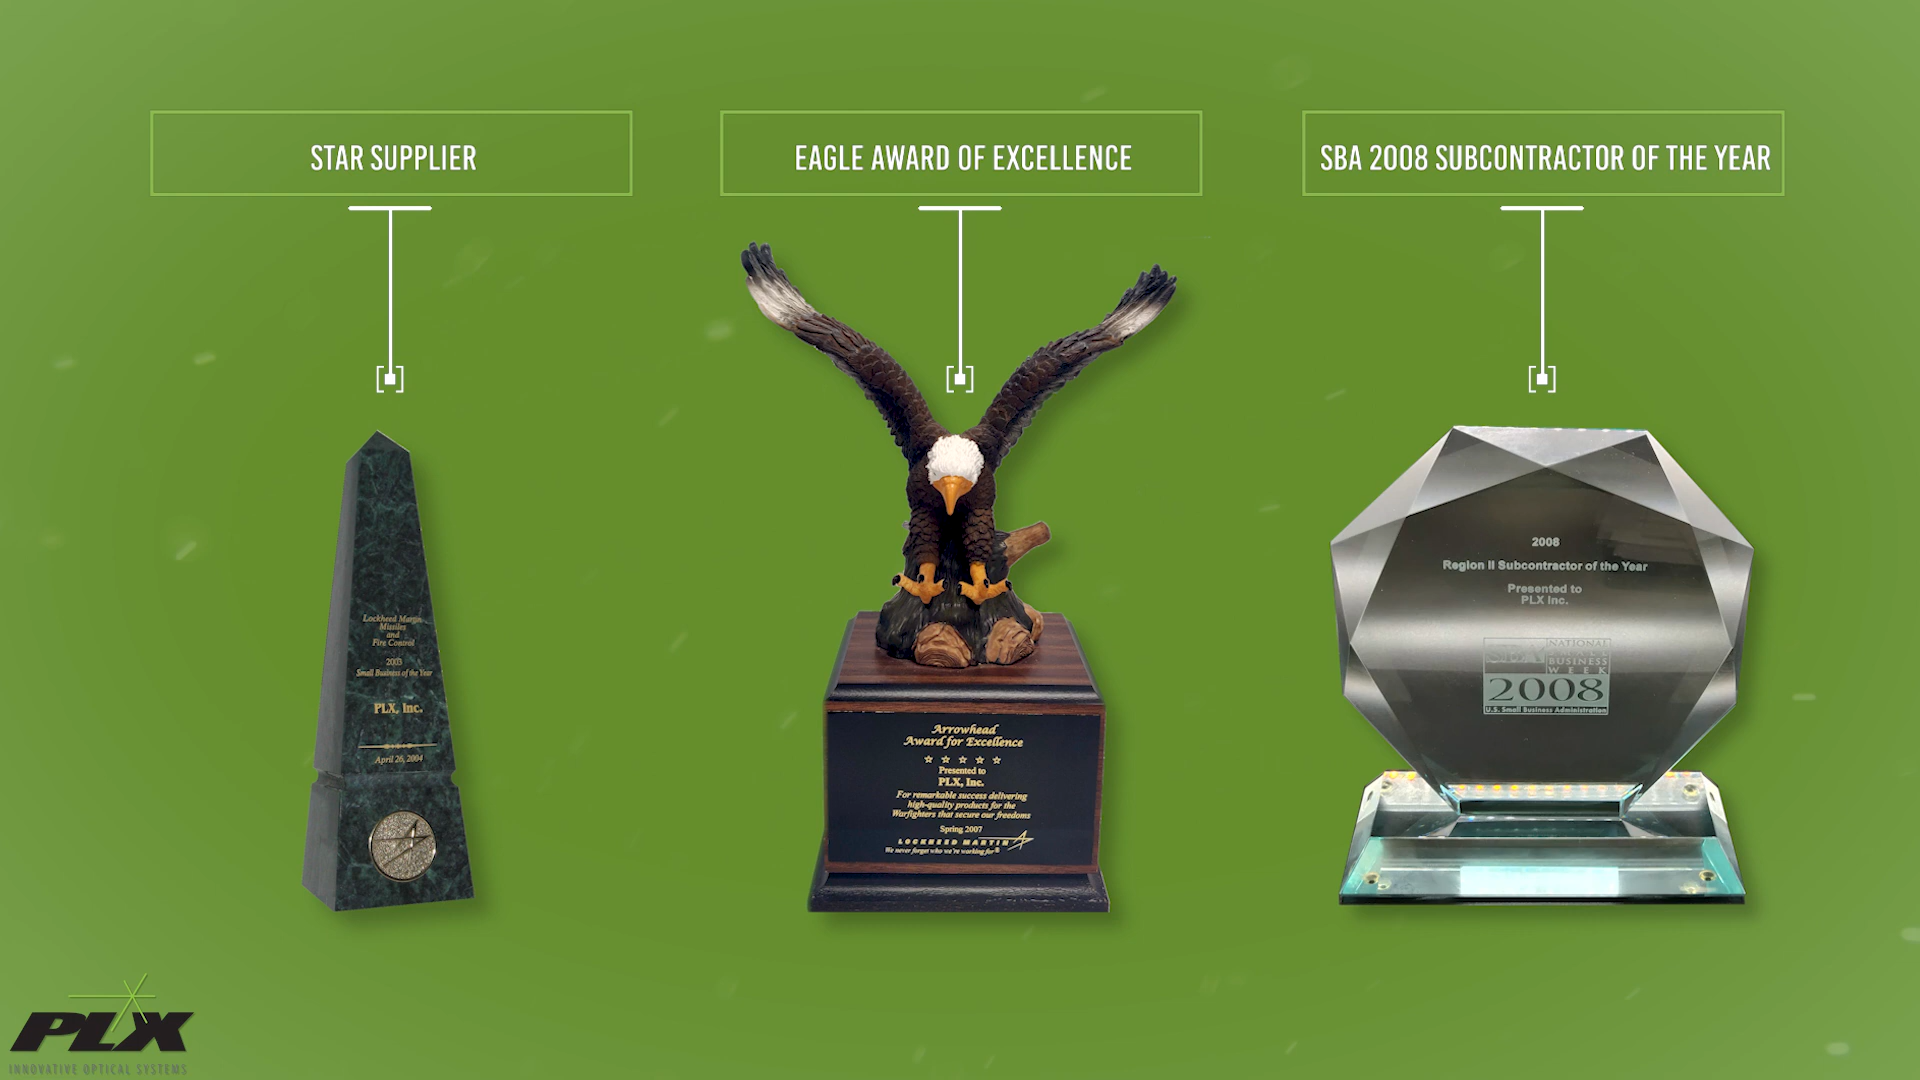 STAR SUPPLIER
EAGLE AWARD OF EXCELLENCE
SBA 2008 SUBCONTRACTOR OF THE YEAR
Lockheed Martin
Missiles
and
Fire Control
2003
Small Business of the Year
PLX, Inc.
April 26, 2004
Arrowhead
Award for Excellence
Presented to
PLX, Inc.
For remarkable success delivering
high-quality products for the
Warfighters that secure our freedoms
Spring 2007
LOCKHEED MARTIN
We never forget who we're working for®
2008
Region II Subcontractor of the Year
Presented to
PLX Inc.
SBA
NATIONAL
SMALL
BUSINESS
WEEK
2008
U.S. Small Business Administration
PLX
INNOVATIVE OPTICAL SYSTEMS